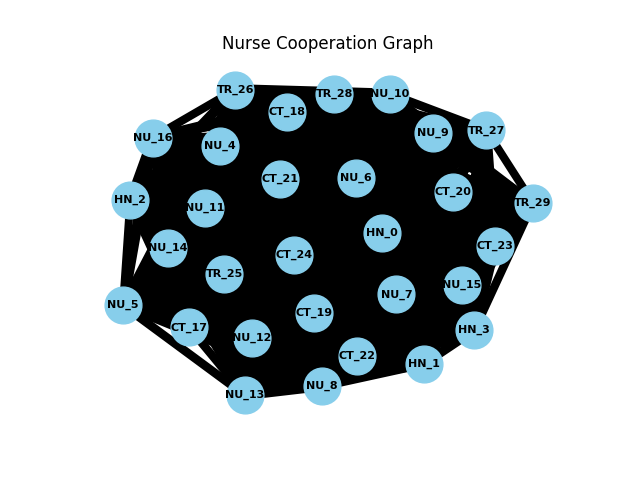 Nurse Cooperation Graph
TR_26
TR_28
NU_10
CT_18
TR_27
NU_9
NU_16
NU_4
CT_21
NU_6
CT_20
HN_2
TR_29
NU_11
HN_0
CT_23
NU_14
CT_24
TR_25
NU_15
NU_7
NU_5
CT_19
CT_17
HN_3
NU_12
CT_22
HN_1
NU_8
NU_13